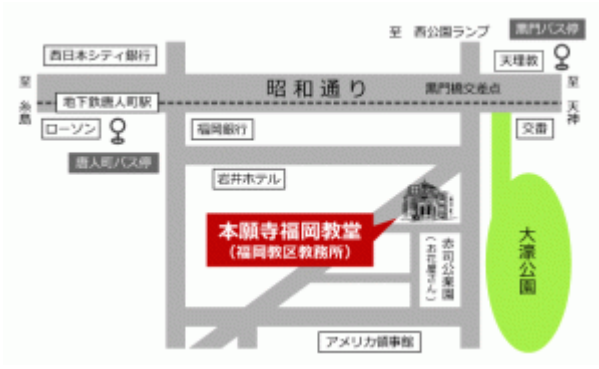 至　西公園ランプ
黒門バス停
西日本シティ銀行
天理教
至　糸島
昭和通り
黒門橋交差点
至　天神
地下鉄唐人町駅
ローソン
福岡銀行
交番
唐人町バス停
岩井ホテル
本願寺福岡教堂
（福岡教区教務所）
赤司公楽園
（お花屋さん）
大濠公園
アメリカ領事館